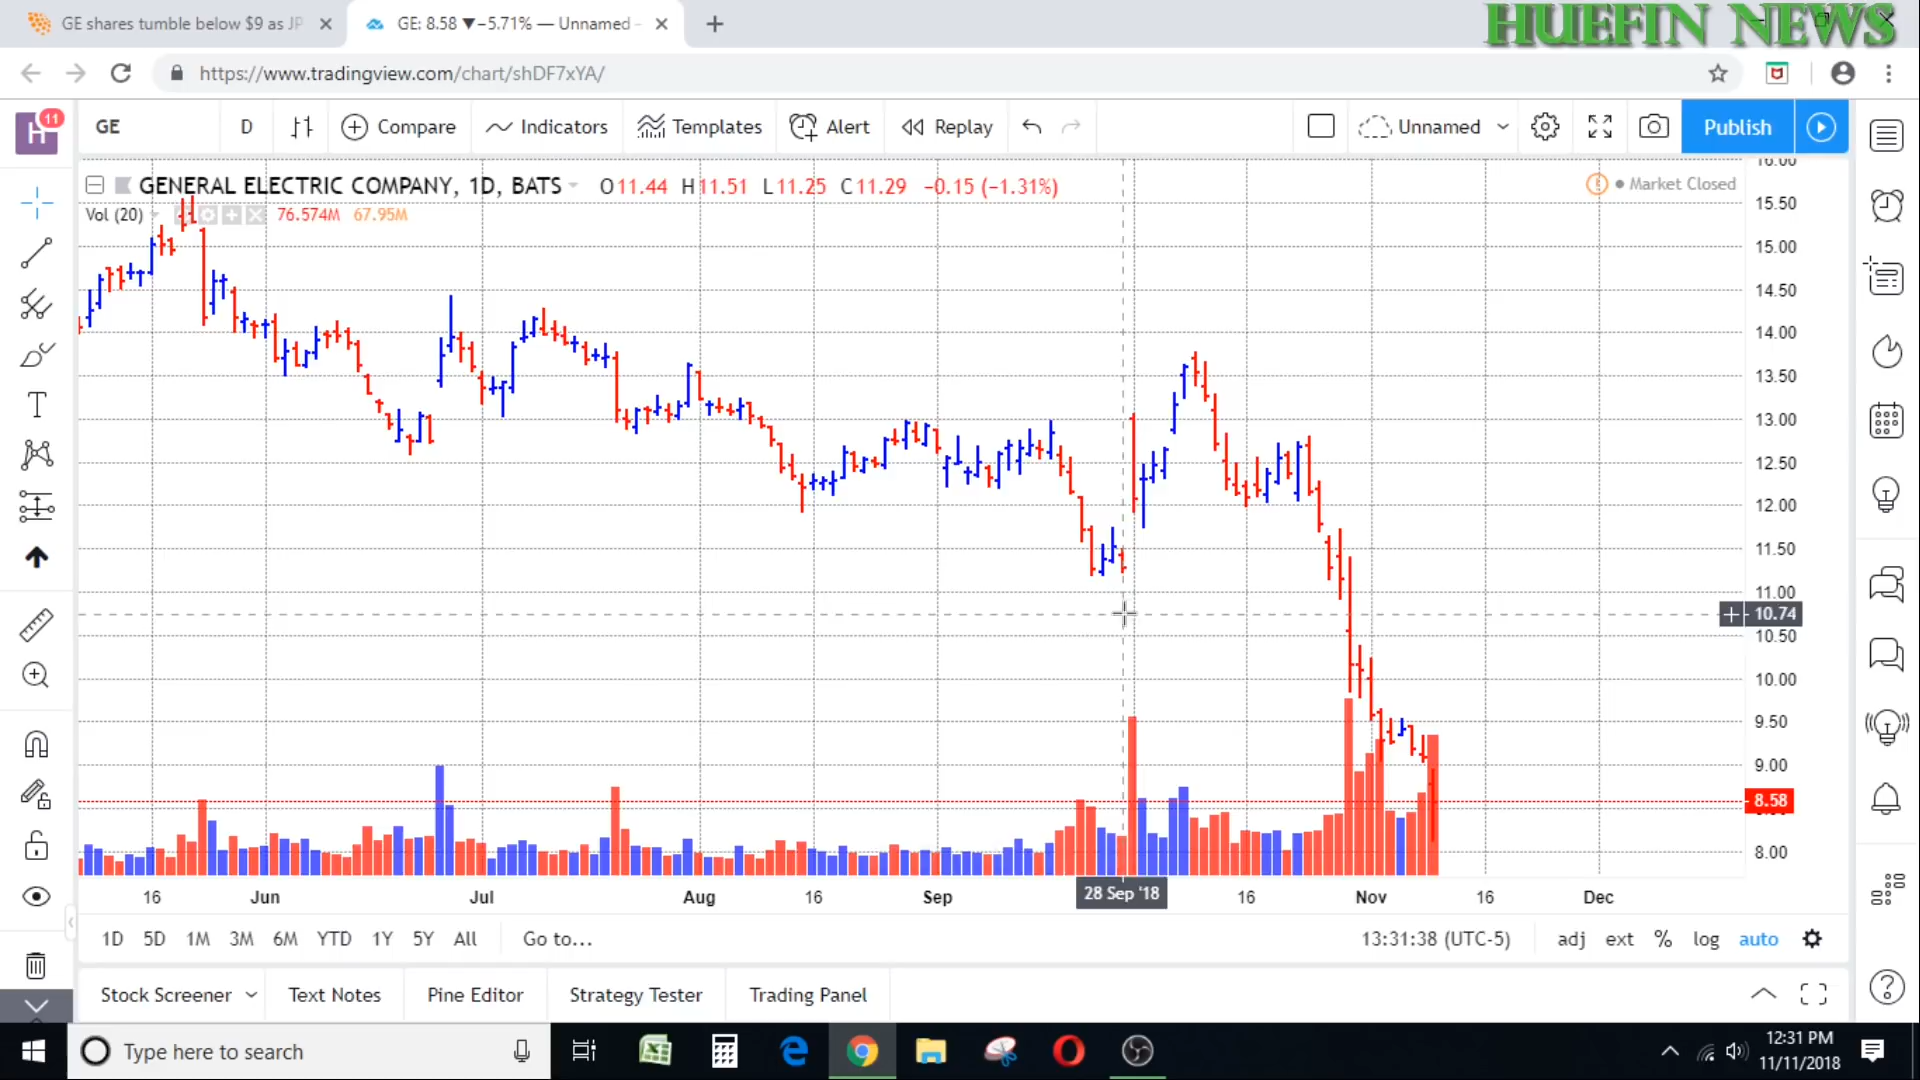 GE shares tumble below $9 as JP
GE: 8.58 ▼−5.71% — Unnamed
HUEFIN NEWS
https://www.tradingview.com/chart/shDF7xYA/
H 11
GE
D
Compare
Indicators
Templates
Alert
Replay
Unnamed
Publish
GENERAL ELECTRIC COMPANY, 1D, BATS
O11.44 H11.51 L11.25 C11.29 −0.15 (−1.31%)
Market Closed
Vol (20) 76.574M 67.95M
16.00
15.50
15.00
14.50
14.00
13.50
13.00
12.50
12.00
11.50
11.00
10.74
10.50
10.00
9.50
9.00
8.58
8.00
16 Jun Jul Aug 16 Sep 28 Sep '18 16 Nov 16 Dec
1D 5D 1M 3M 6M YTD 1Y 5Y All Go to...
13:31:38 (UTC-5) adj ext % log auto
Stock Screener Text Notes Pine Editor Strategy Tester Trading Panel
Type here to search
12:31 PM
11/11/2018